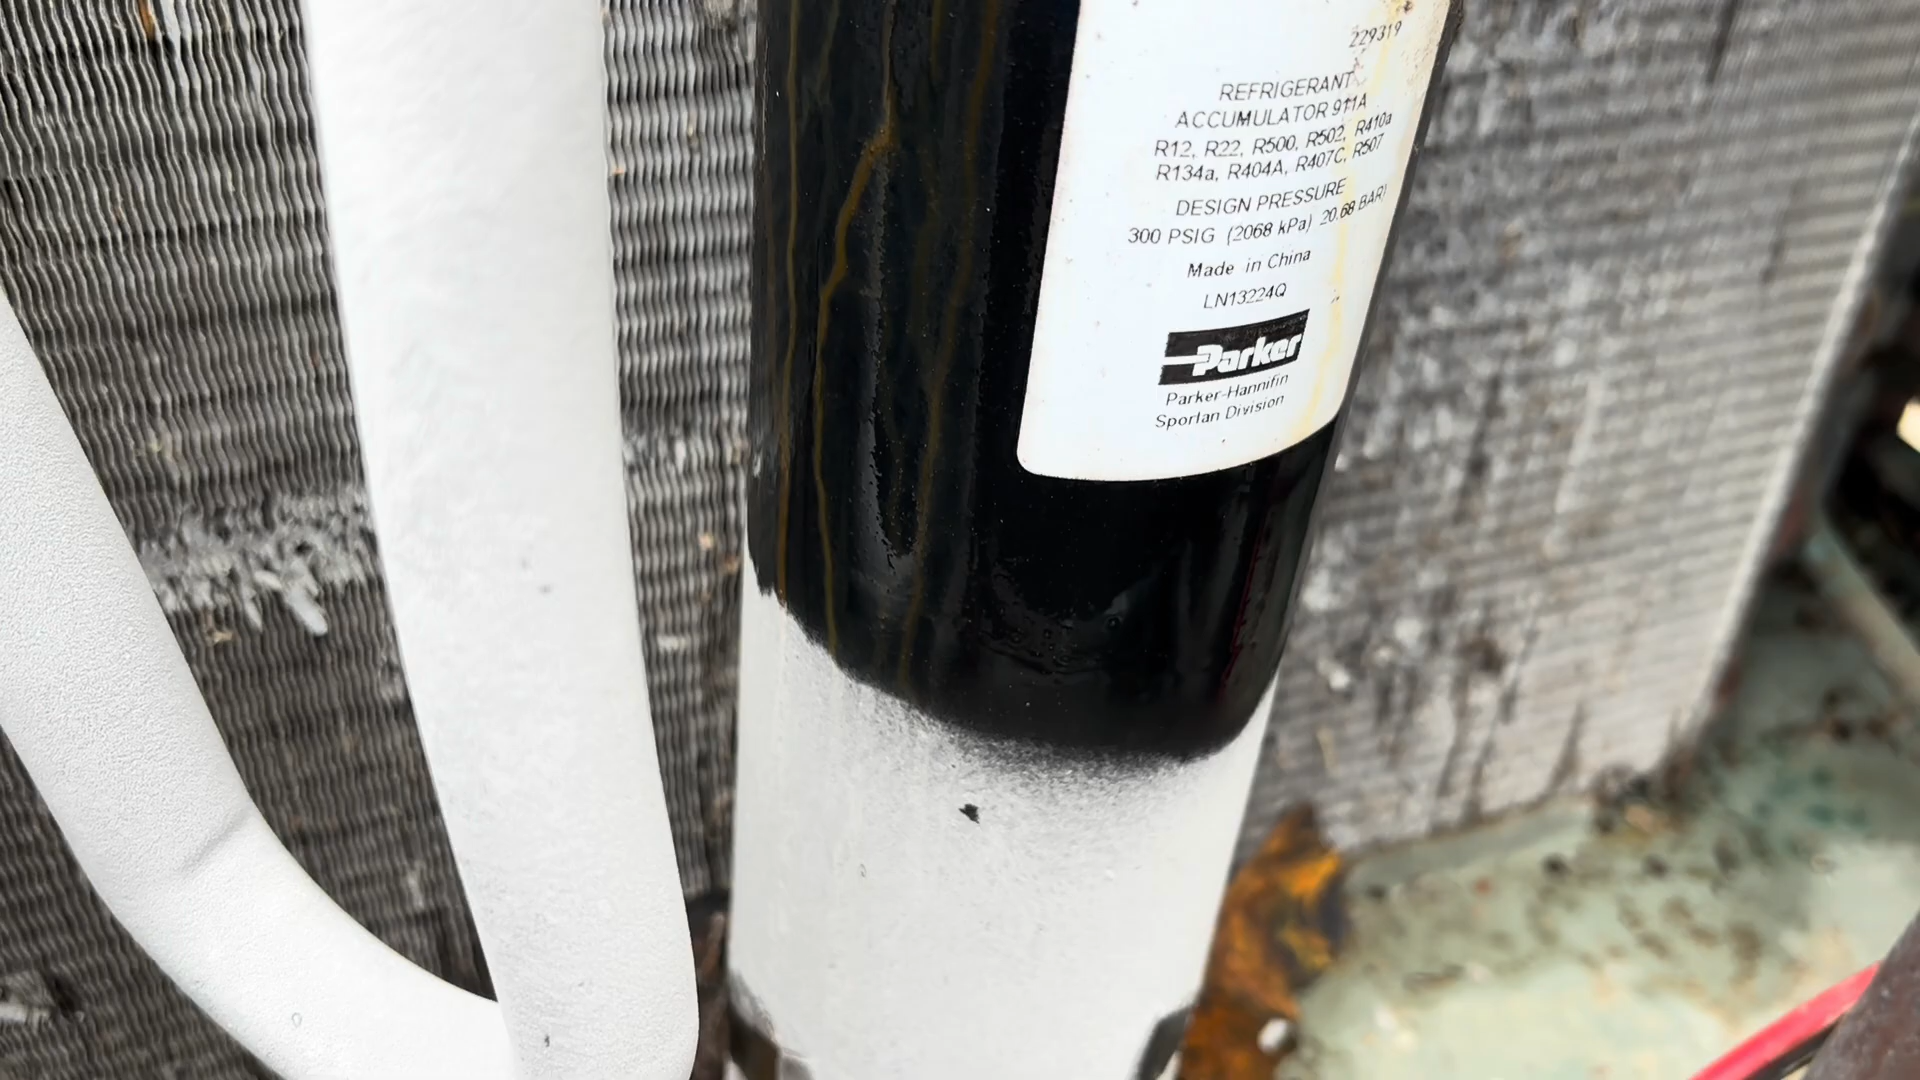 229319
REFRIGERANT
ACCUMULATOR 911A
R12, R22, R500, R502, R410a
R134a, R404A, R407C, R507
DESIGN PRESSURE
300 PSIG (2068 kPa) 20.68 BAR)
Made in China
LN13224Q
Parker
Parker-Hannifin
Sporlan Division